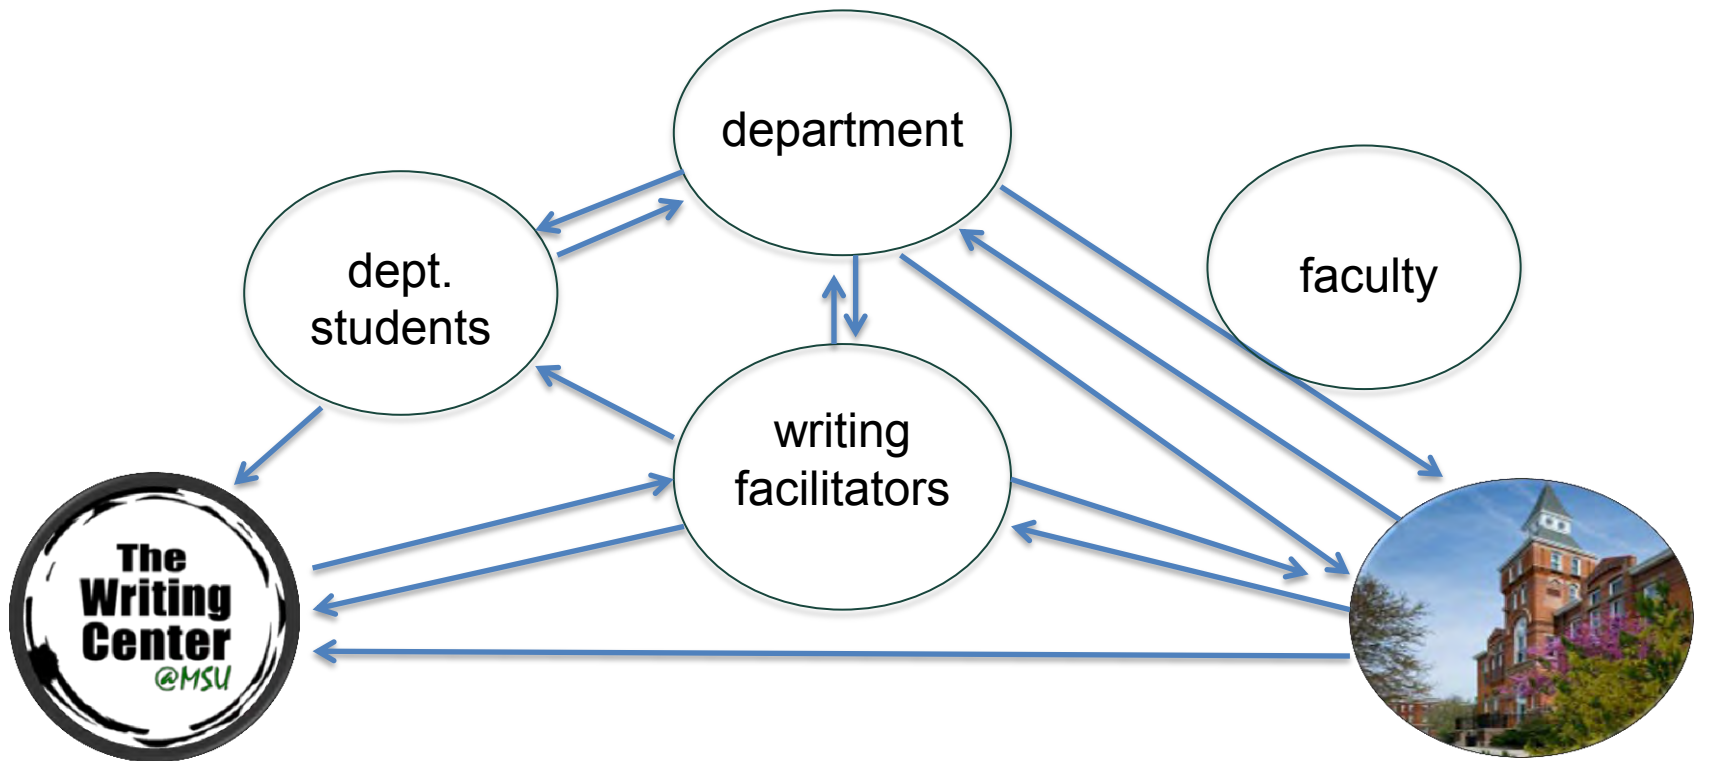 department
dept.
students
faculty
writing
facilitators
The
Writing
Center
@MSU